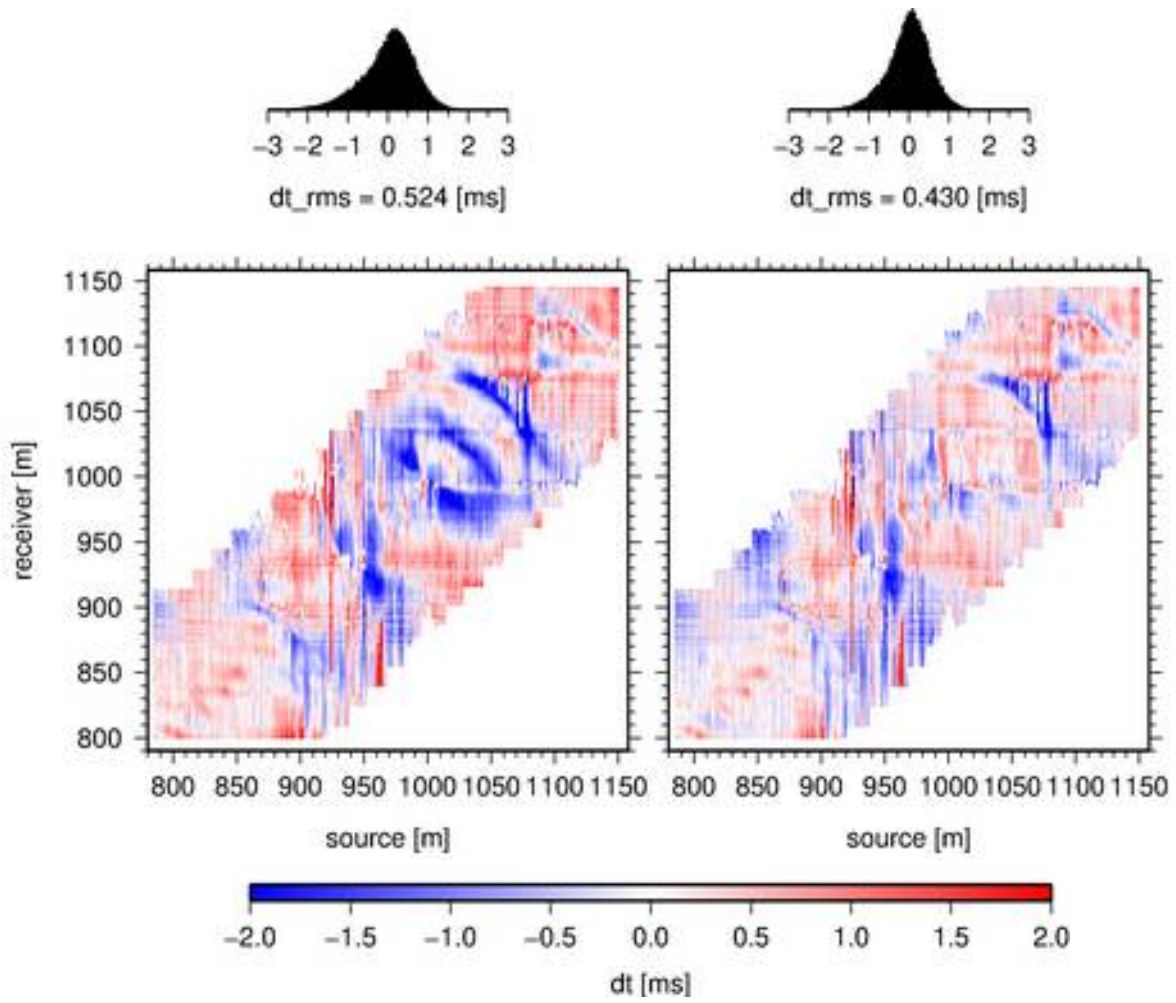 −3 −2 −1 0 1 2 3
dt_rms = 0.524 [ms]
−3 −2 −1 0 1 2 3
dt_rms = 0.430 [ms]
receiver [m]
1150
1100
1050
1000
950
900
850
800
800 850 900 950 1000 1050 1100 1150
source [m]
800 850 900 950 1000 1050 1100 1150
source [m]
−2.0 −1.5 −1.0 −0.5 0.0 0.5 1.0 1.5 2.0
dt [ms]